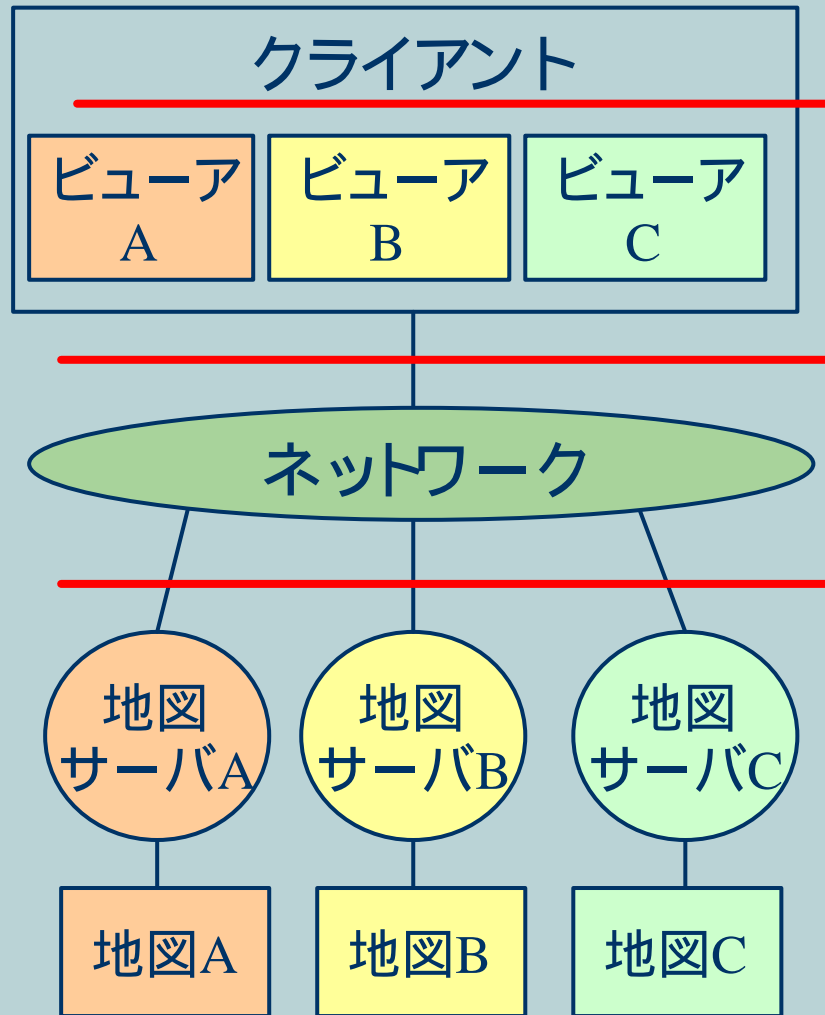 クライアント
ビューア
A
ビューア
B
ビューア
C
ネットワーク
地図
サーバA
地図
サーバB
地図
サーバC
地図A
地図B
地図C